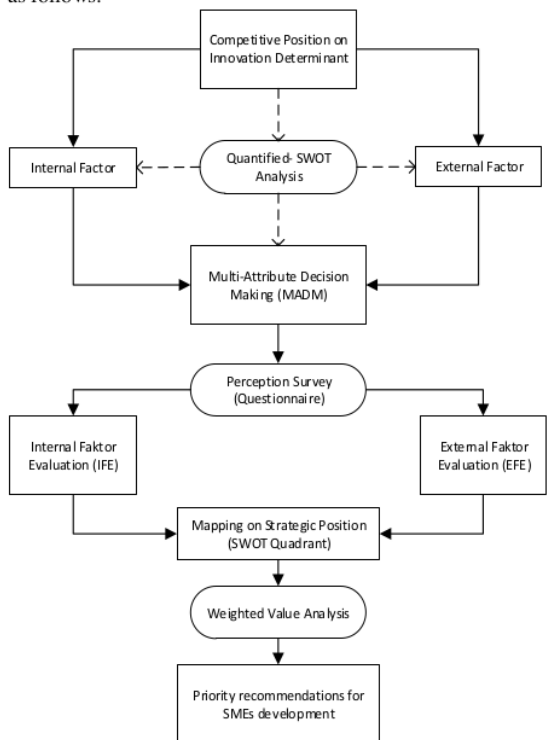 as follows:
Competitive Position on
Innovation Determinant
Internal Factor
Quantified- SWOT
Analysis
External Factor
Multi-Attribute Decision
Making (MADM)
Perception Survey
(Questionnaire)
Internal Faktor
Evaluation (IFE)
External Faktor
Evaluation (EFE)
Mapping on Strategic Position
(SWOT Quadrant)
Weighted Value Analysis
Priority recommendations for
SMEs development